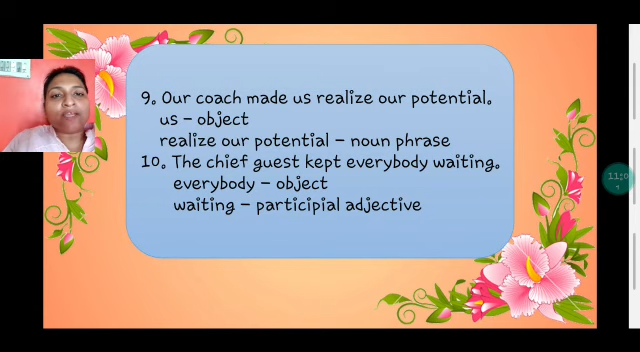 9. Our coach made us realize our potential.
us - object
realize our potential - noun phrase
10. The chief guest kept everybody waiting.
everybody - object
waiting - participial adjective